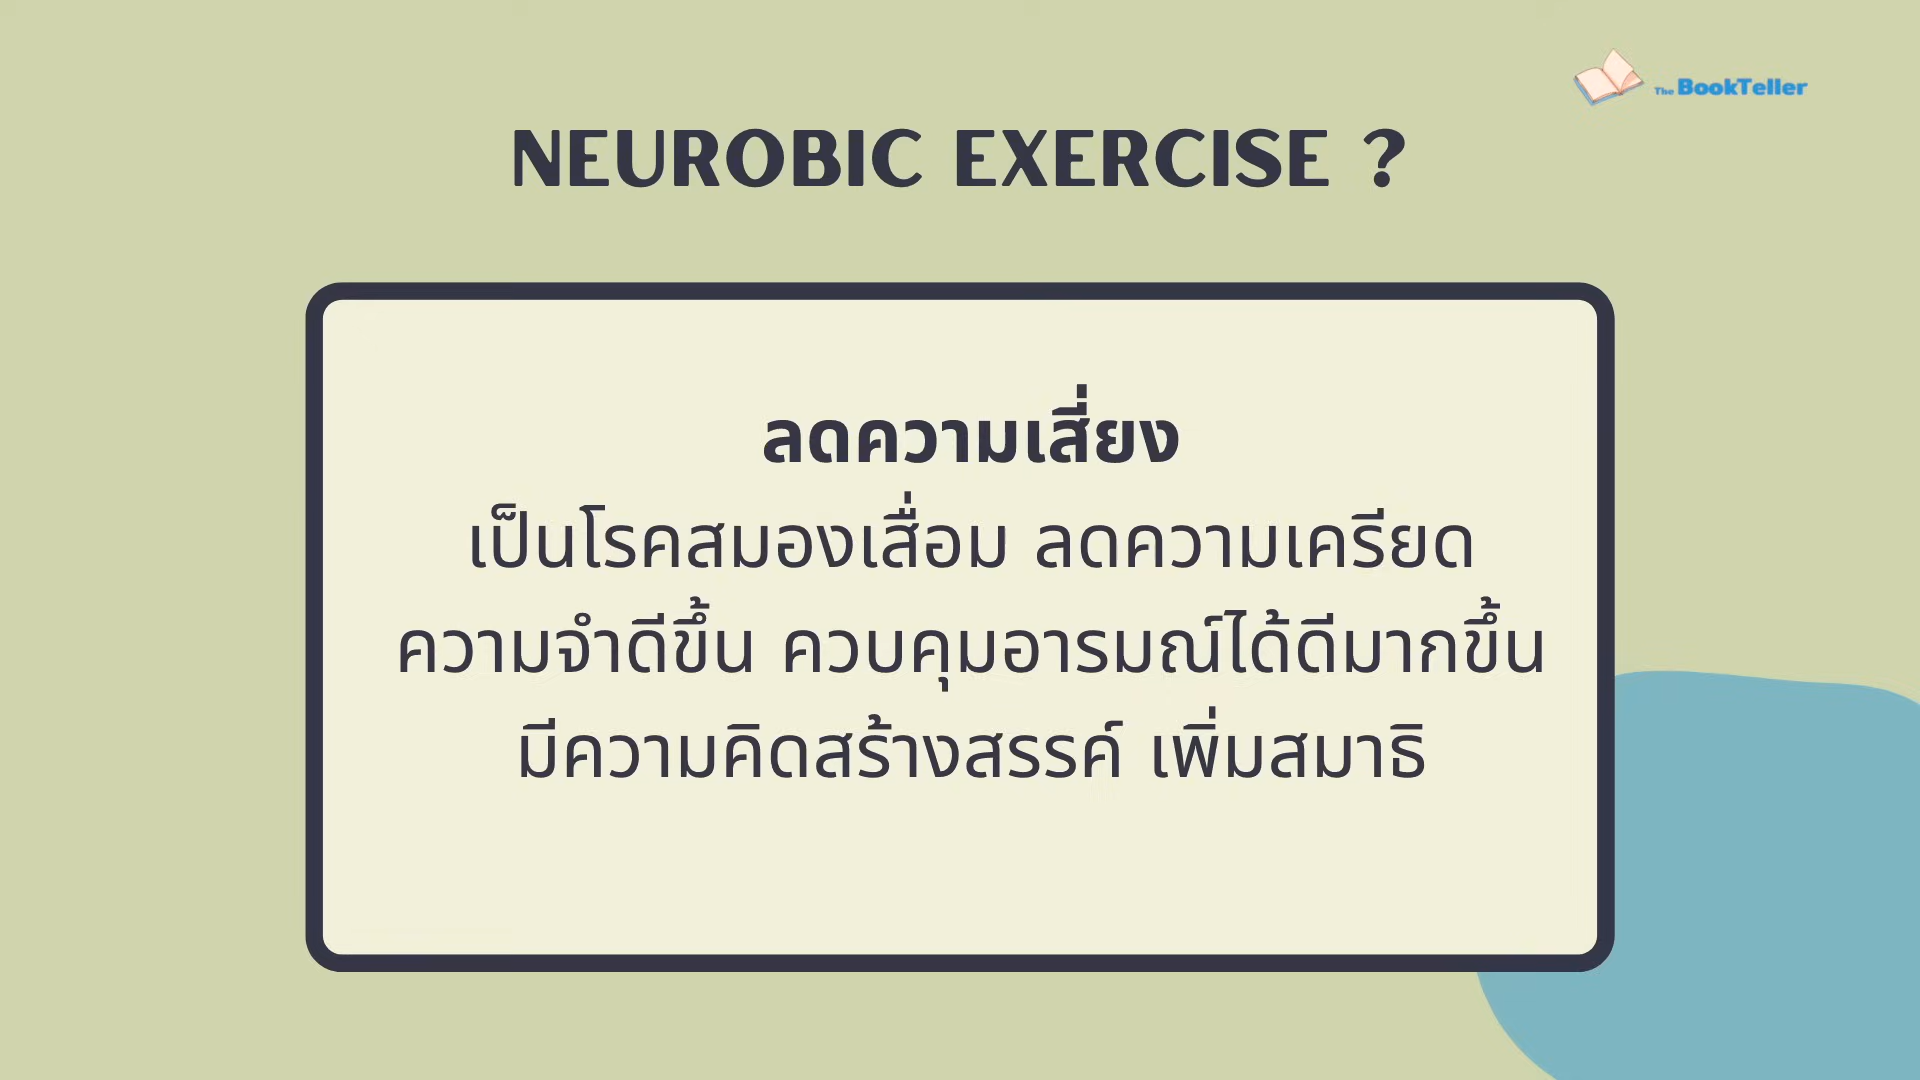 The BookTeller
NEUROBIC EXERCISE ?
ลดความเสี่ยง
เป็นโรคสมองเสื่อม ลดความเครียด
ความจำดีขึ้น ควบคุมอารมณ์ได้ดีมากขึ้น
มีความคิดสร้างสรรค์ เพิ่มสมาธิ